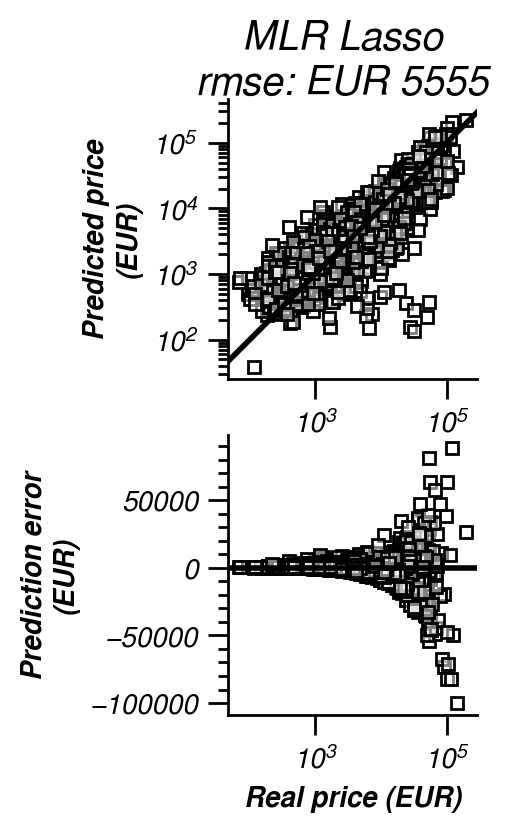 MLR Lasso
rmse: EUR 5555
Predicted price
(EUR)
10^5
10^4
10^3
10^2
10^3 10^5
Prediction error
(EUR)
50000
0
−50000
−100000
10^3 10^5
Real price (EUR)